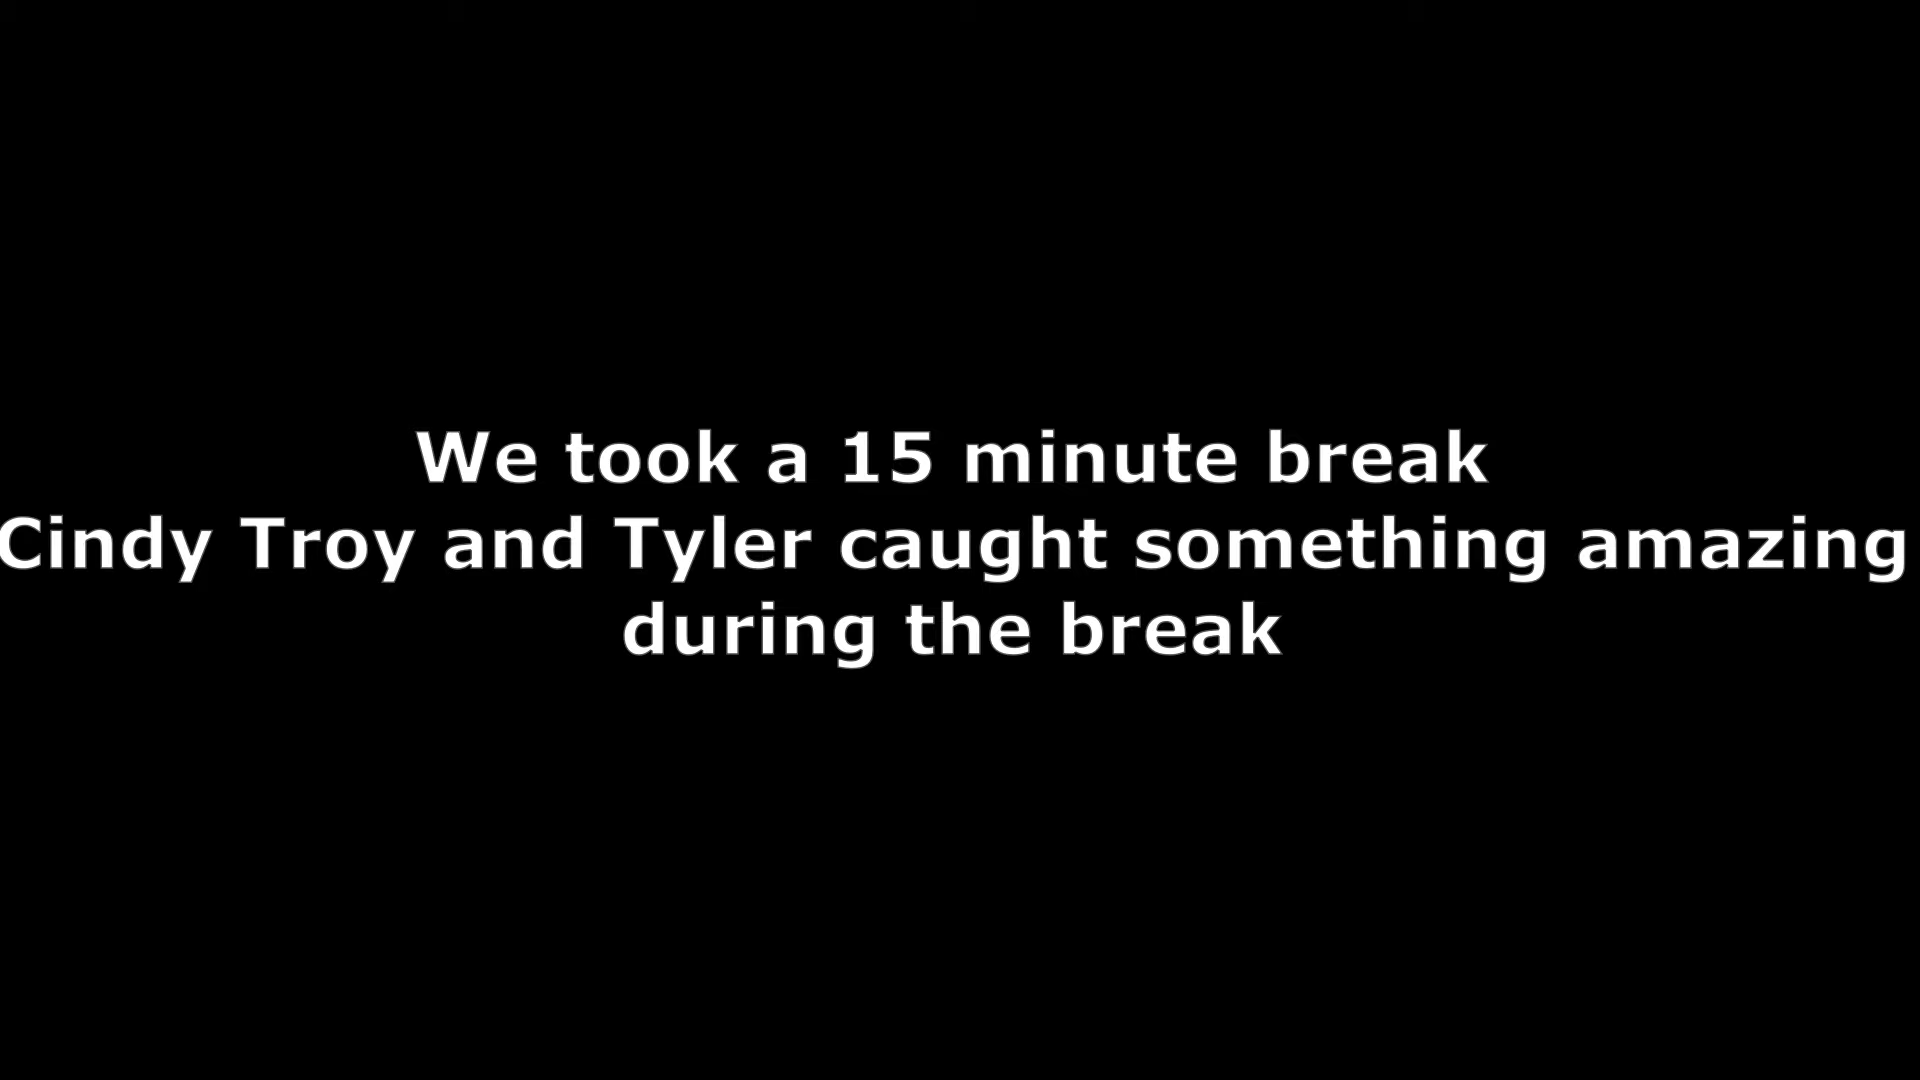 We took a 15 minute break
Cindy Troy and Tyler caught something amazing
during the break